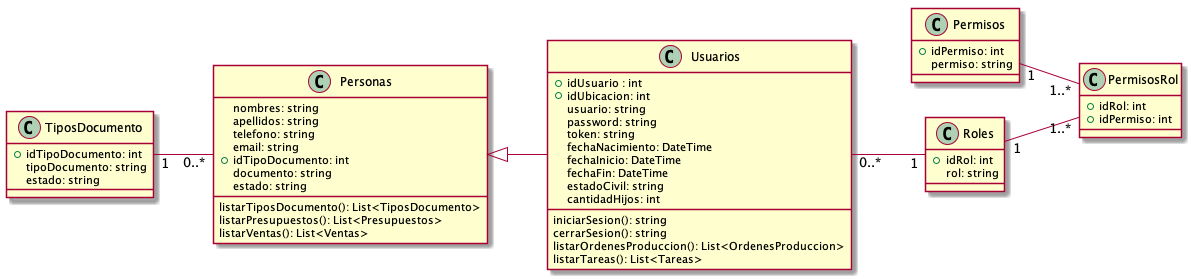 C TiposDocumento
idTipoDocumento: int
tipoDocumento: string
estado: string
1
0..*
C Personas
nombres: string
apellidos: string
telefono: string
email: string
idTipoDocumento: int
documento: string
estado: string
listarTiposDocumento(): List<TiposDocumento>
listarPresupuestos(): List<Presupuestos>
listarVentas(): List<Ventas>
C Usuarios
idUsuario : int
idUbicacion: int
usuario: string
password: string
token: string
fechaNacimiento: DateTime
fechaInicio: DateTime
fechaFin: DateTime
estadoCivil: string
cantidadHijos: int
iniciarSesion(): string
cerrarSesion(): string
listarOrdenesProduccion(): List<OrdenesProduccion>
listarTareas(): List<Tareas>
0..*
1
C Permisos
idPermiso: int
permiso: string
1
1..*
C Roles
idRol: int
rol: string
1
1..*
C PermisosRol
idRol: int
idPermiso: int